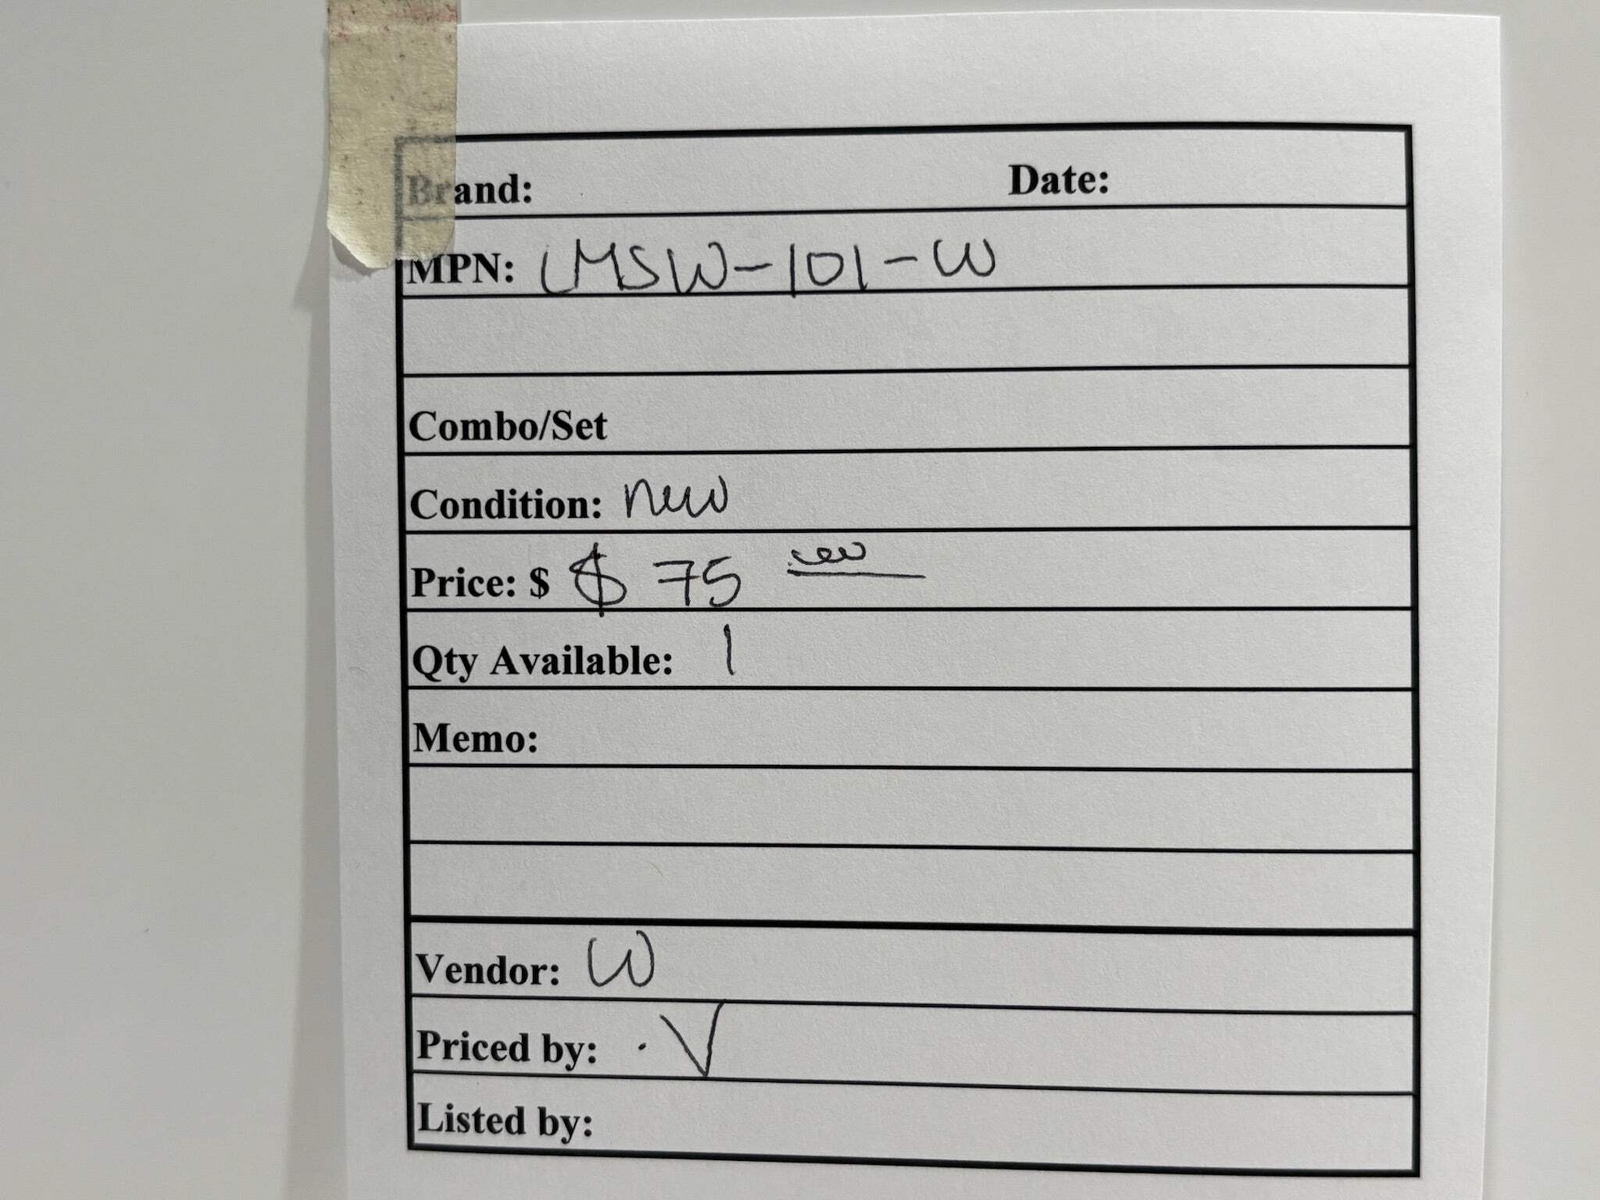 Brand: Date:
MPN: LMSW-101-W
Combo/Set
Condition: new
Price: $ $ 75
Qty Available: 1
Memo:
Vendor: W
Priced by: . V
Listed by: